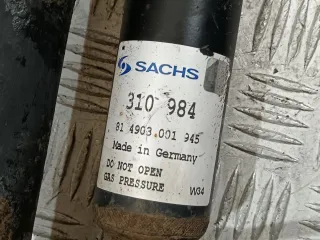 SACHS
310 984
81 4903 001 945
Made in Germany
DO NOT OPEN
GAS PRESSURE W34